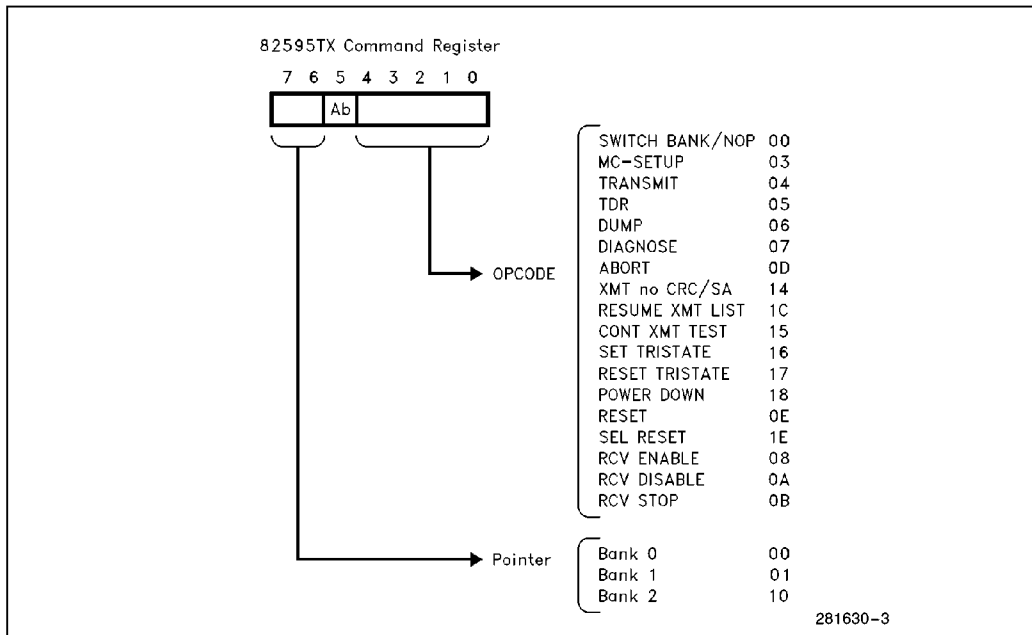 82595TX Command Register
7 6 5 4 3 2 1 0
Ab
SWITCH BANK/NOP 00
MC-SETUP 03
TRANSMIT 04
TDR 05
DUMP 06
DIAGNOSE 07
OPCODE
ABORT 0D
XMT no CRC/SA 14
RESUME XMT LIST 1C
CONT XMT TEST 15
SET TRISTATE 16
RESET TRISTATE 17
POWER DOWN 18
RESET 0E
SEL RESET 1E
RCV ENABLE 08
RCV DISABLE 0A
RCV STOP 0B
Pointer
Bank 0 00
Bank 1 01
Bank 2 10
281630-3